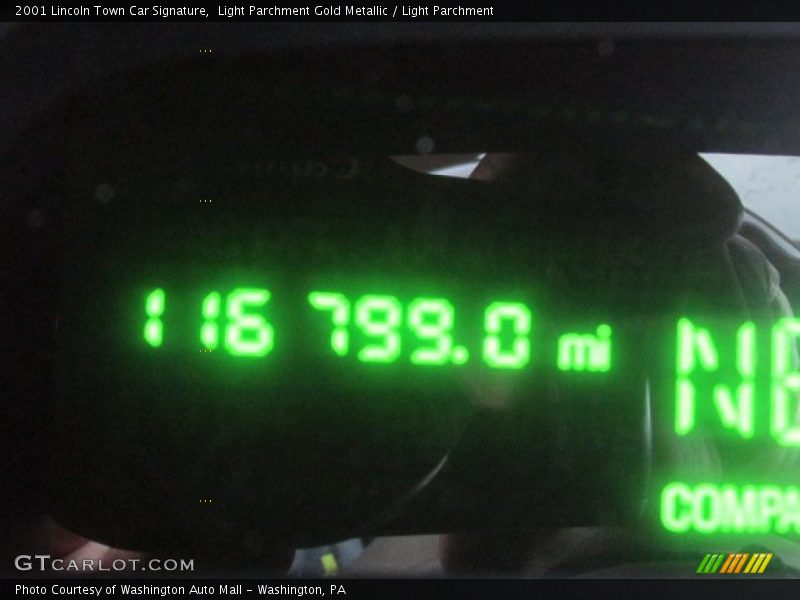 2001 Lincoln Town Car Signature,  Light Parchment Gold Metallic / Light Parchment
116 799.0 mi
COMPA
GTCARLOT.COM
Photo Courtesy of Washington Auto Mall - Washington, PA